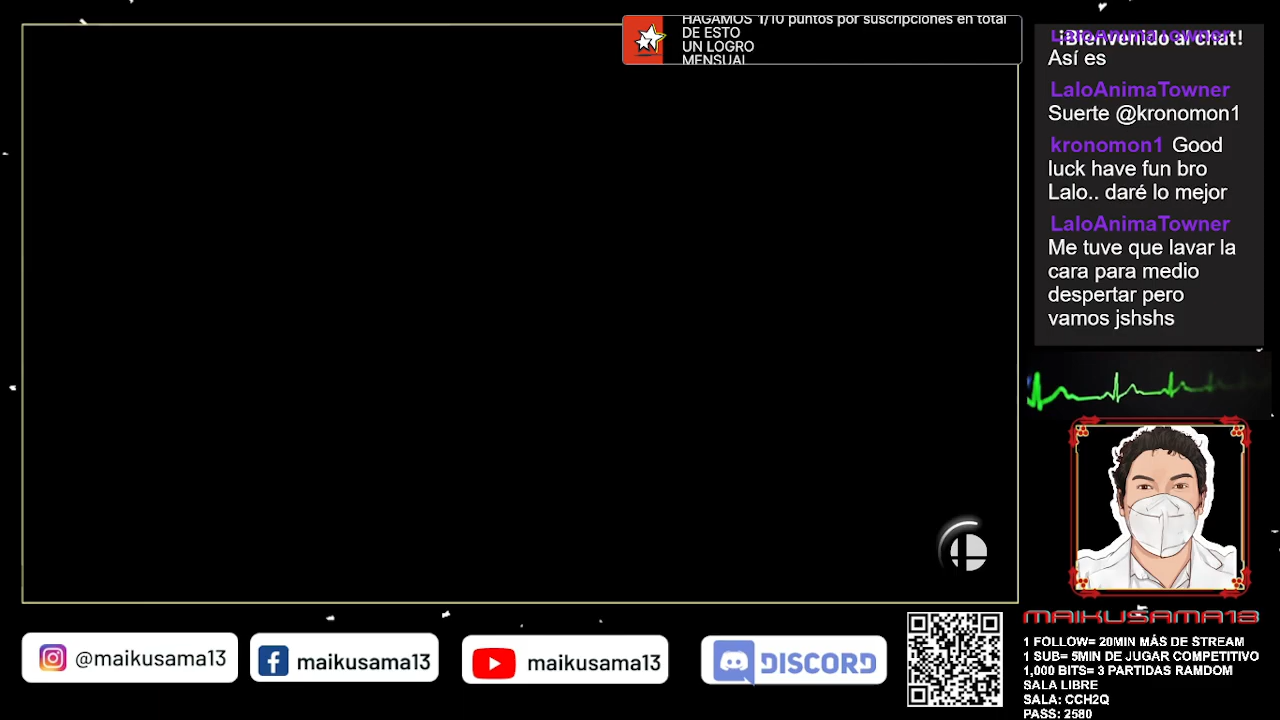 HAGAMOS 1/10 puntos por suscripciones en total
DE ESTO
UN LOGRO
MENSUAL
¡Bienvenido al chat!
LaloAnimaTowner
Así es
LaloAnimaTowner
Suerte @kronomon1
kronomon1 Good
luck have fun bro
Lalo.. daré lo mejor
LaloAnimaTowner
Me tuve que lavar la
cara para medio
despertar pero
vamos jshshs
MAIKUSAMA13
1 FOLLOW= 20MIN MÁS DE STREAM
1 SUB= 5MIN DE JUGAR COMPETITIVO
1,000 BITS= 3 PARTIDAS RAMDOM
SALA LIBRE
SALA: CCH2Q
PASS: 2580
@maikusama13
maikusama13
maikusama13
DISCORD